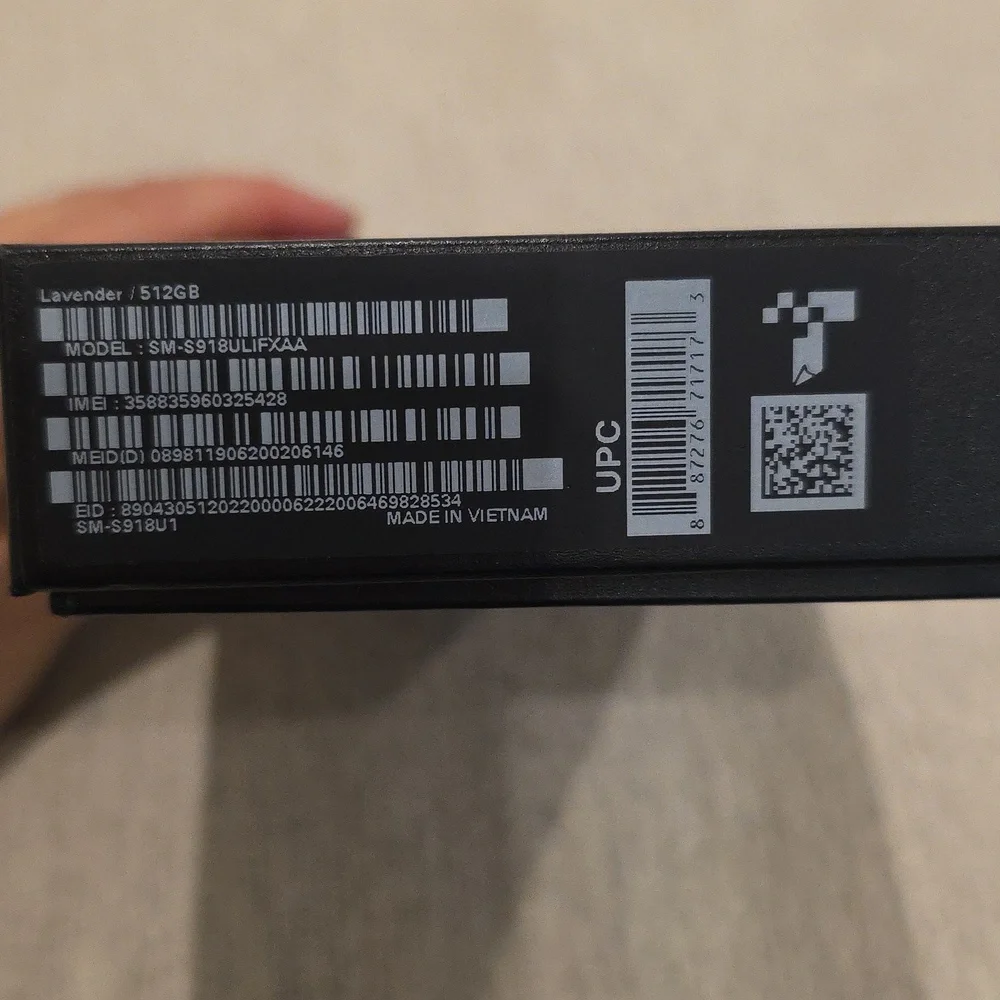 Lavender / 512GB
MODEL : SM-S918ULIFXAA
IMEI : 358835960325428
MEID(D) 089811906200206146
EID : 89043051202200006222006469828534
SM-S918U1
MADE IN VIETNAM
UPC
8 87276 71717 3